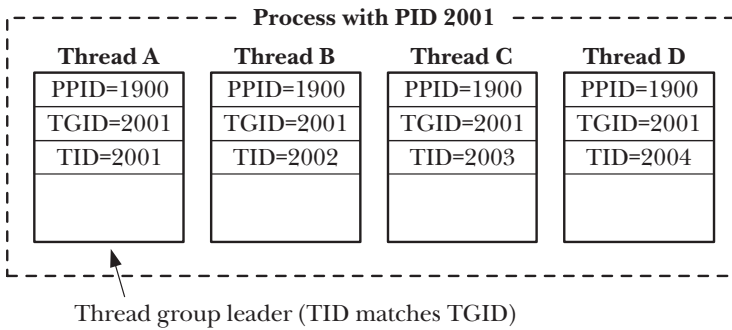 Process with PID 2001
Thread A Thread B Thread C Thread D
PPID=1900 PPID=1900 PPID=1900 PPID=1900
TGID=2001 TGID=2001 TGID=2001 TGID=2001
TID=2001 TID=2002 TID=2003 TID=2004
Thread group leader (TID matches TGID)